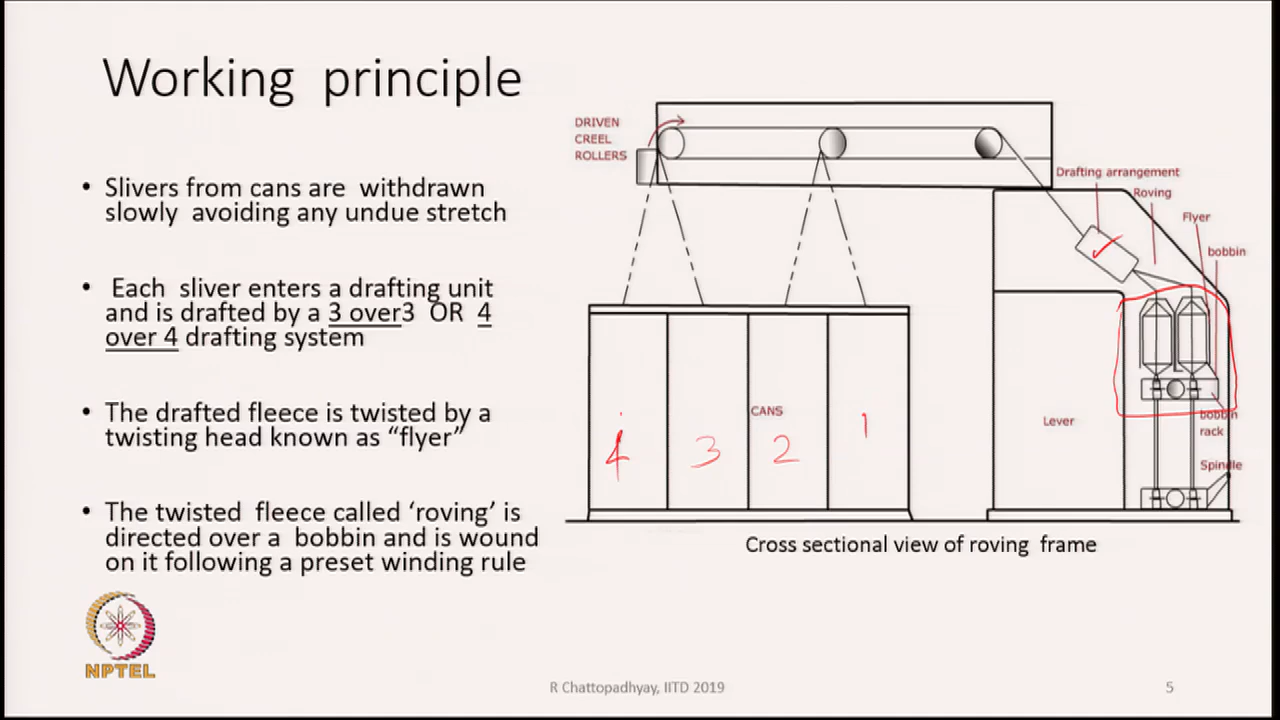 Working principle
• Slivers from cans are withdrawn
slowly avoiding any undue stretch
• Each sliver enters a drafting unit
and is drafted by a 3 over3 OR 4
over 4 drafting system
• The drafted fleece is twisted by a
twisting head known as “flyer”
• The twisted fleece called ‘roving’ is
directed over a bobbin and is wound
on it following a preset winding rule
DRIVEN
CREEL
ROLLERS
Drafting arrangement
Roving
Flyer
bobbin
CANS
4 3 2 1
Lever
bobbin
rack
Spindle
Cross sectional view of roving frame
NPTEL
R Chattopadhyay, IITD 2019
5